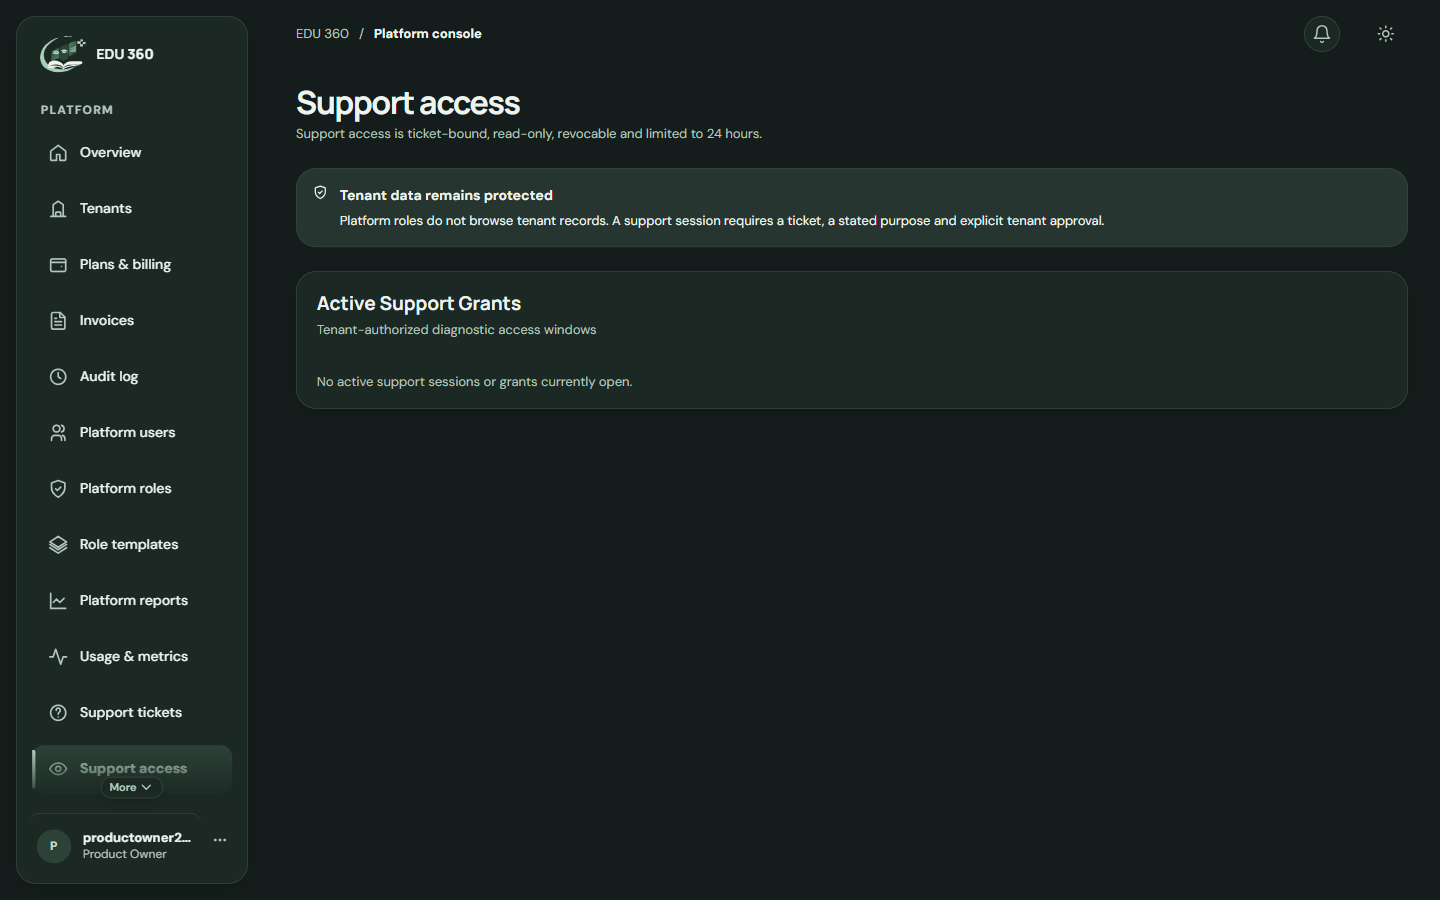 EDU 360
PLATFORM
Overview
Tenants
Plans & billing
Invoices
Audit log
Platform users
Platform roles
Role templates
Platform reports
Usage & metrics
Support tickets
Support access
More
P
productowner2...
Product Owner
EDU 360 / Platform console
Support access
Support access is ticket-bound, read-only, revocable and limited to 24 hours.
Tenant data remains protected
Platform roles do not browse tenant records. A support session requires a ticket, a stated purpose and explicit tenant approval.
Active Support Grants
Tenant-authorized diagnostic access windows
No active support sessions or grants currently open.